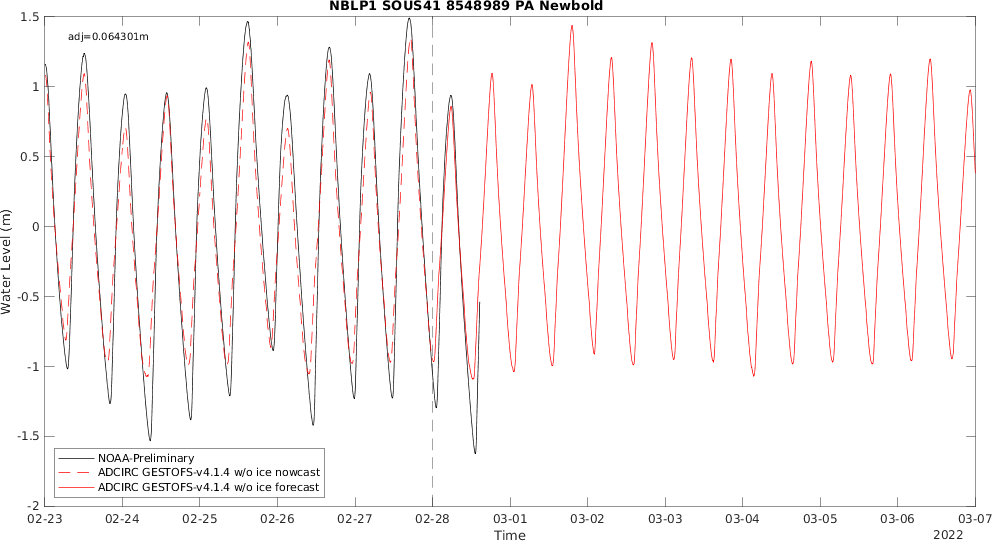 NBLP1 SOUS41 8548989 PA Newbold
adj=0.064301m
1.5
1
0.5
0
-0.5
-1
-1.5
-2
Water Level (m)
NOAA-Preliminary
ADCIRC GESTOFS-v4.1.4 w/o ice nowcast
ADCIRC GESTOFS-v4.1.4 w/o ice forecast
02-23 02-24 02-25 02-26 02-27 02-28 03-01 03-02 03-03 03-04 03-05 03-06 03-07
Time
2022